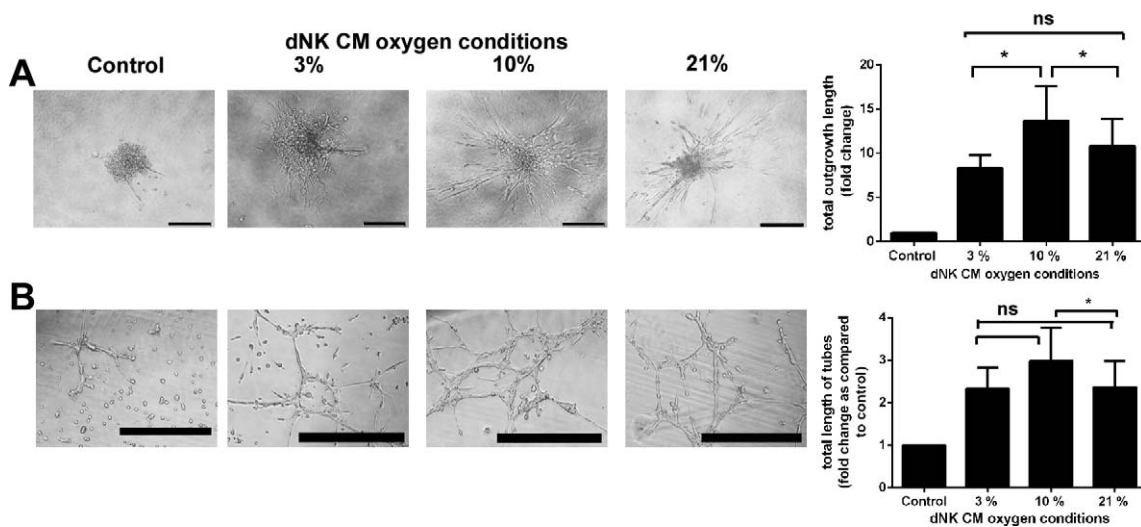 dNK CM oxygen conditions
Control 3% 10% 21%
A
ns
* *
20
15
10
5
0
total outgrowth length
(fold change)
Control 3 % 10 % 21 %
dNK CM oxygen conditions
B
ns *
4
3
2
1
0
total length of tubes
(fold change as compared
to control)
Control 3 % 10 % 21 %
dNK CM oxygen conditions